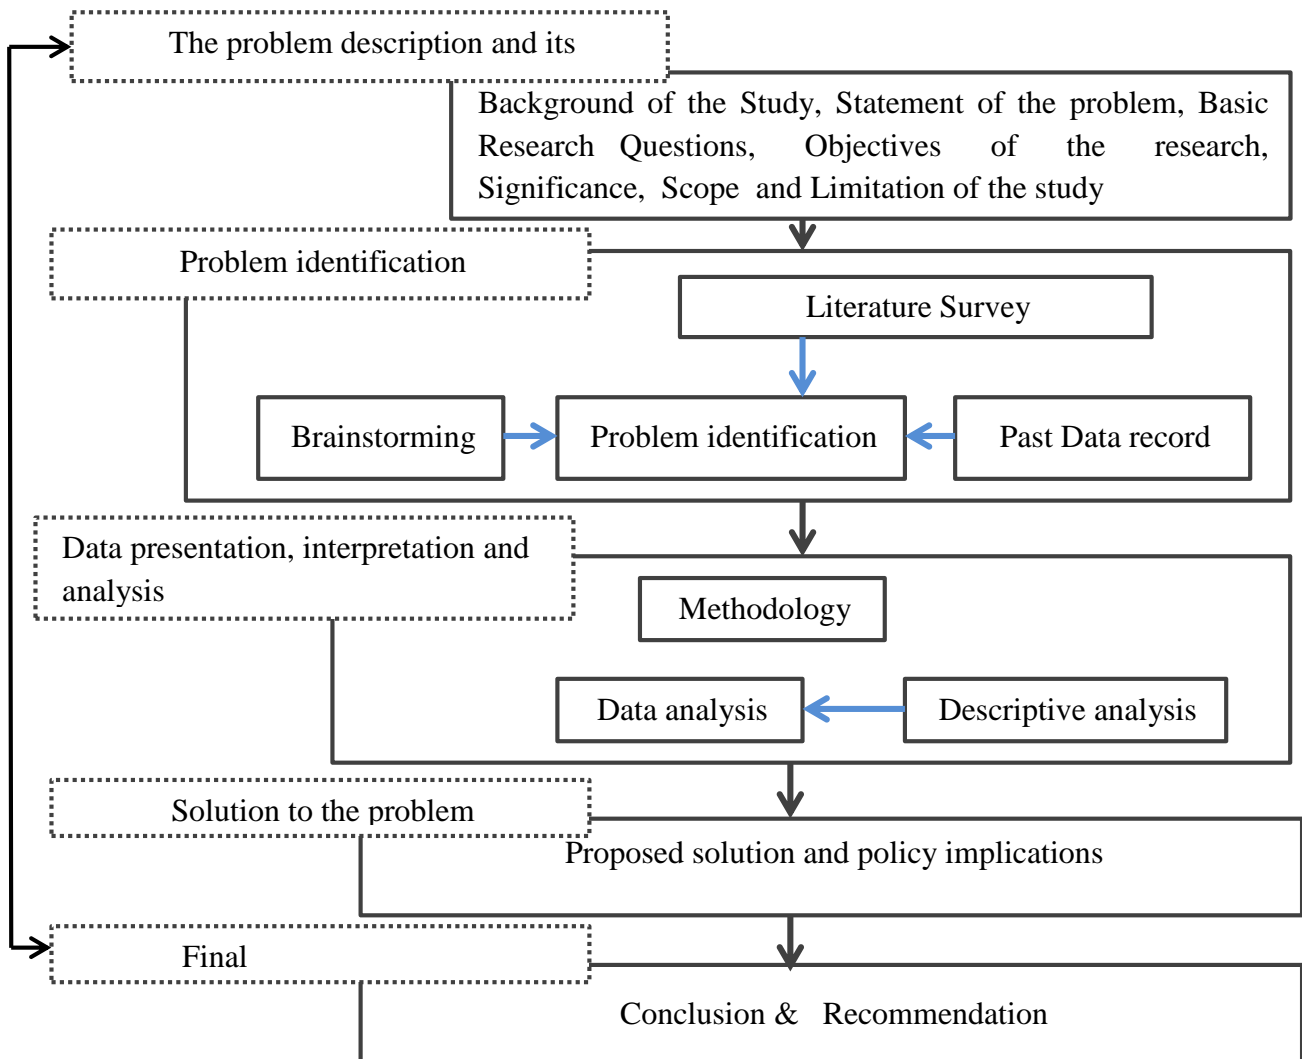 The problem description and its
Background of the Study, Statement of the problem, Basic
Research Questions, Objectives of the research,
Significance, Scope and Limitation of the study
Problem identification
Literature Survey
Brainstorming
Problem identification
Past Data record
Data presentation, interpretation and
analysis
Methodology
Data analysis
Descriptive analysis
Solution to the problem
Proposed solution and policy implications
Final
Conclusion & Recommendation